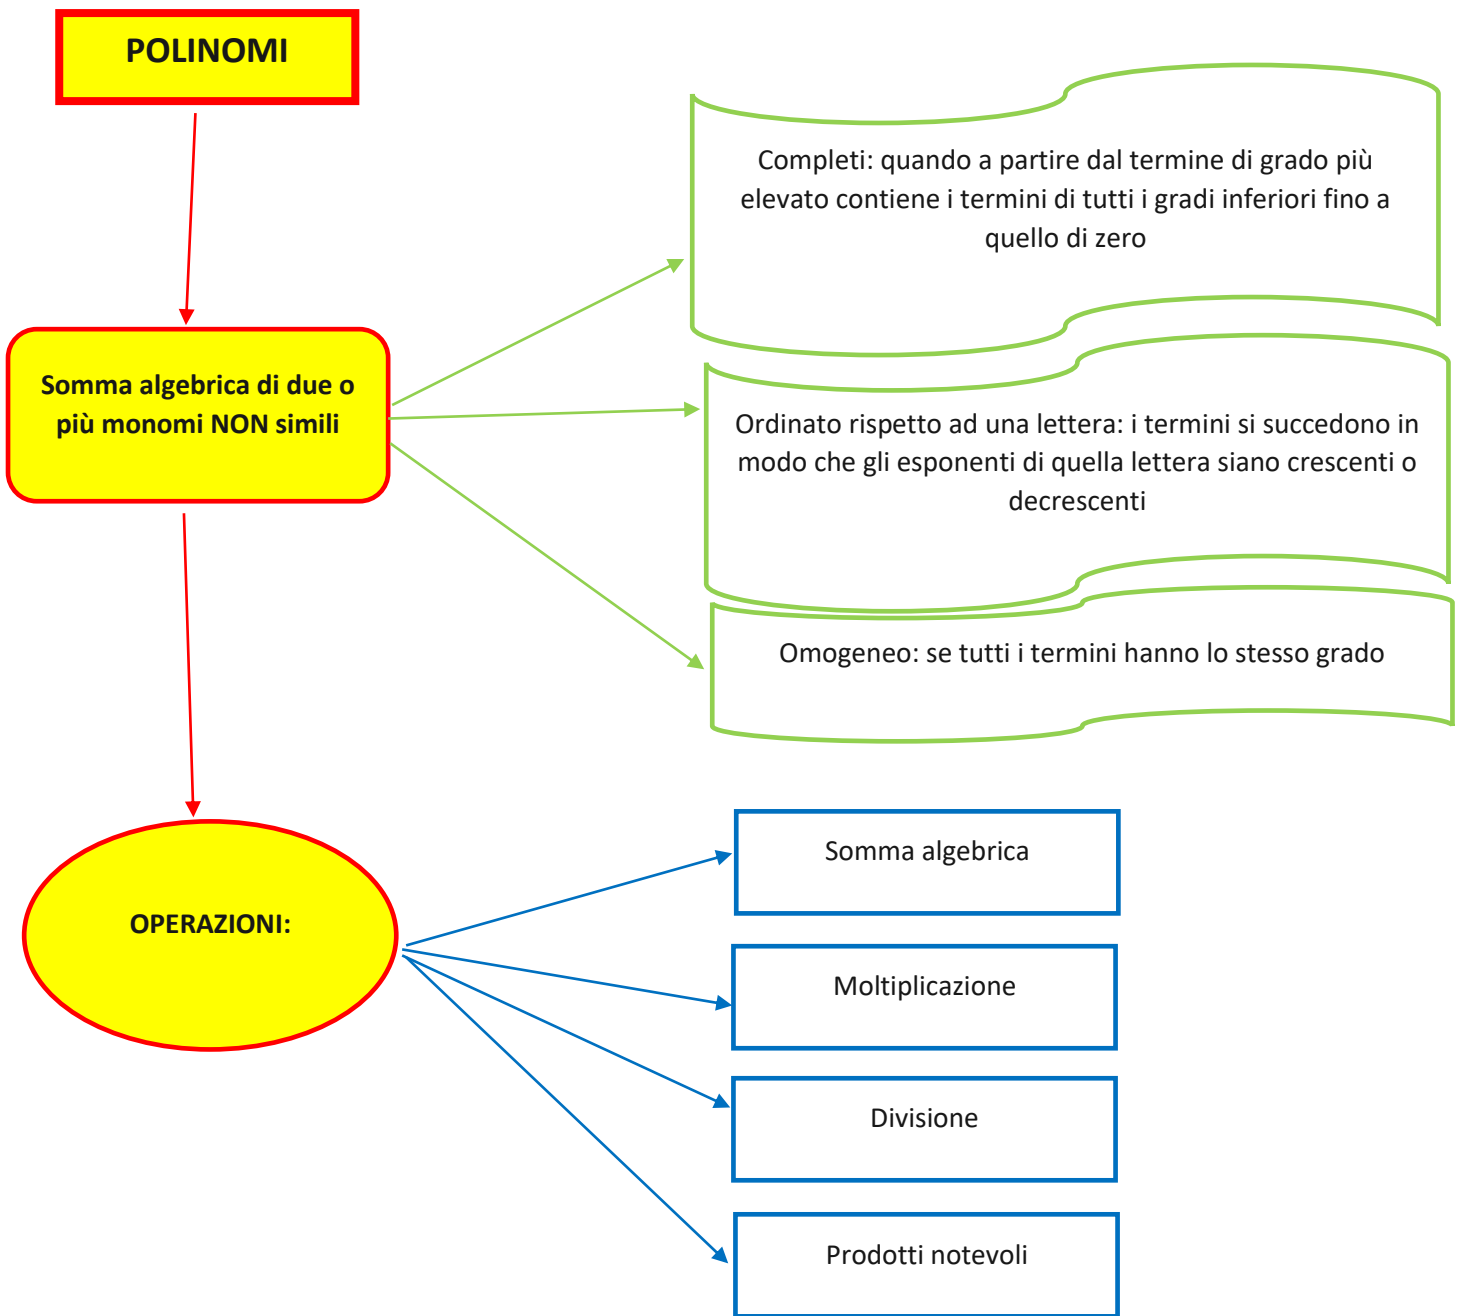 POLINOMI
Completi: quando a partire dal termine di grado più
elevato contiene i termini di tutti i gradi inferiori fino a
quello di zero
Somma algebrica di due o
più monomi NON simili
Ordinato rispetto ad una lettera: i termini si succedono in
modo che gli esponenti di quella lettera siano crescenti o
decrescenti
Omogeneo: se tutti i termini hanno lo stesso grado
OPERAZIONI:
Somma algebrica
Moltiplicazione
Divisione
Prodotti notevoli